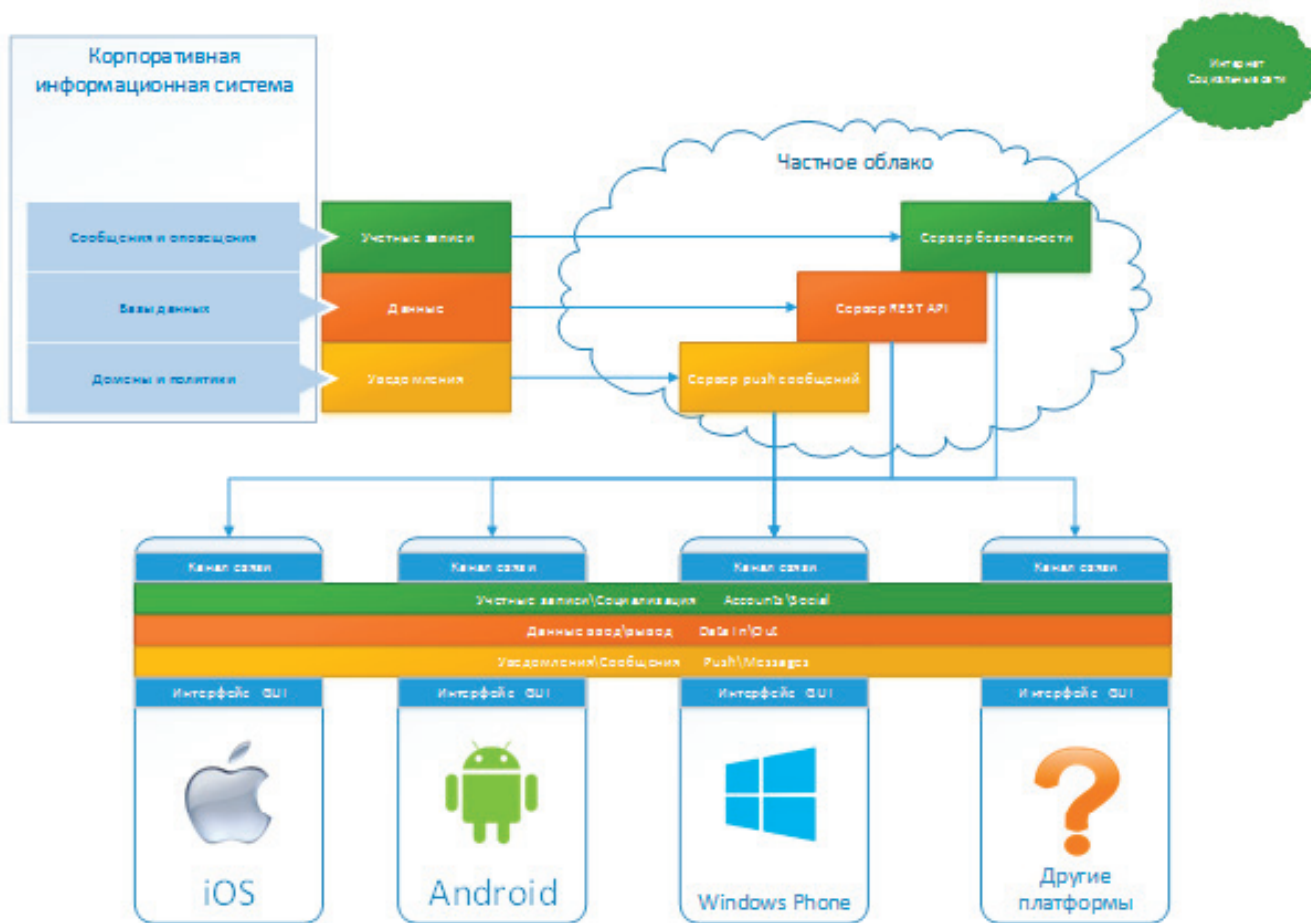 Корпоративная
информационная система
Интернет
Социальные сети
Частное облако
Сообщения и оповещения
Учетные записи
Сервер безопасности
Базы данных
Данные
Сервер REST API
Домены и политики
Уведомления
Сервер push сообщений
Канал связи
Канал связи
Канал связи
Канал связи
Учетные записи\Социализация Accounts\Social
Данные ввод\вывод Data In\Out
Уведомления\Сообщения Push\Messages
Интерфейс GUI
Интерфейс GUI
Интерфейс GUI
Интерфейс GUI
iOS
Android
Windows Phone
Другие
платформы